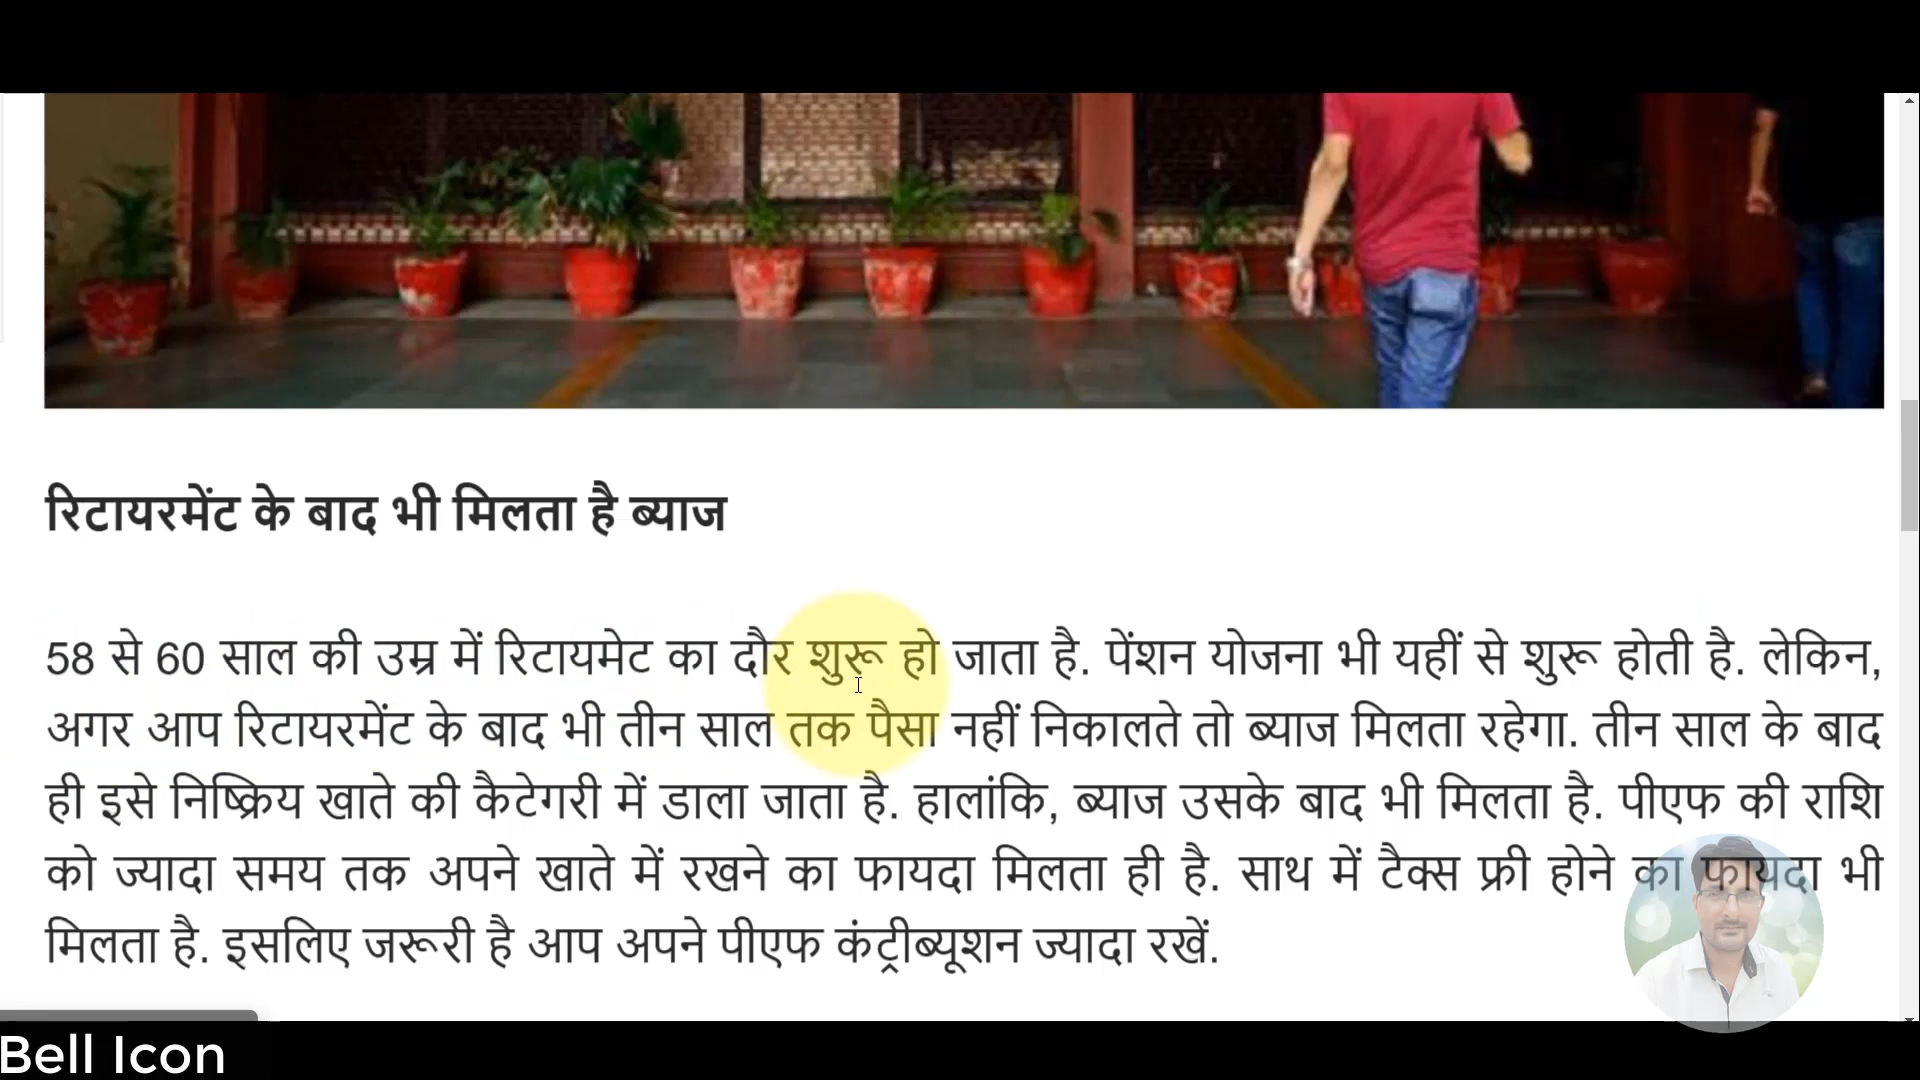 रिटायरमेंट के बाद भी मिलता है ब्याज
58 से 60 साल की उम्र में रिटायमेट का दौर शुरू हो जाता है. पेंशन योजना भी यहीं से शुरू होती है. लेकिन,
अगर आप रिटायरमेंट के बाद भी तीन साल तक पैसा नहीं निकालते तो ब्याज मिलता रहेगा. तीन साल के बाद
ही इसे निष्क्रिय खाते की कैटेगरी में डाला जाता है. हालांकि, ब्याज उसके बाद भी मिलता है. पीएफ की राशि
को ज्यादा समय तक अपने खाते में रखने का फायदा मिलता ही है. साथ में टैक्स फ्री होने का फायदा भी
मिलता है. इसलिए जरूरी है आप अपने पीएफ कंट्रीब्यूशन ज्यादा रखें.
Bell Icon